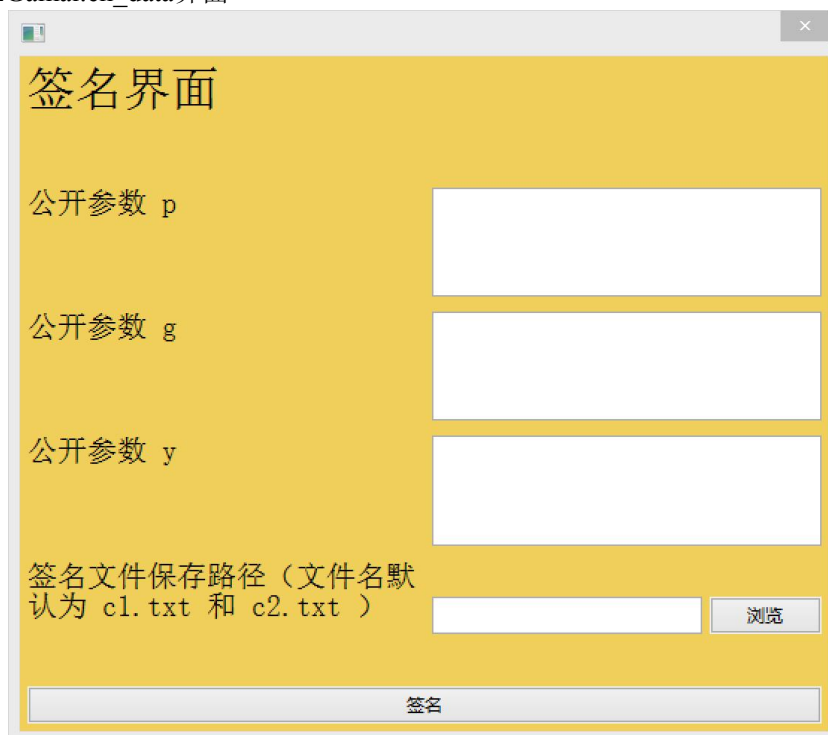 签名界面
公开参数 p
公开参数 g
公开参数 y
签名文件保存路径（文件名默
认为 c1.txt 和 c2.txt ）
浏览
签名